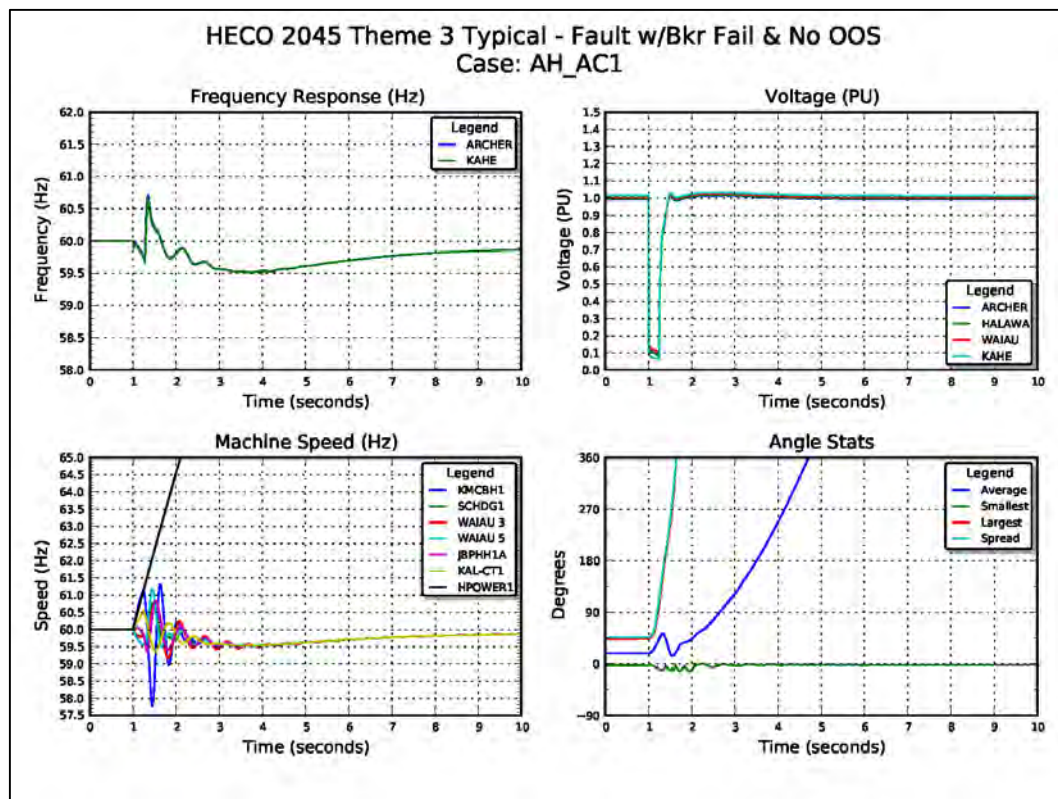 HECO 2045 Theme 3 Typical - Fault w/Bkr Fail & No OOS
Case: AH_AC1
Frequency Response (Hz)
62.0
61.5
61.0
60.5
60.0
59.5
59.0
58.5
58.0
Frequency (Hz)
Legend
ARCHER
KAHE
0 1 2 3 4 5 6 7 8 9 10
Time (seconds)
Voltage (PU)
1.5
1.4
1.3
1.2
1.1
1.0
0.9
0.8
0.7
0.6
0.5
0.4
0.3
0.2
0.1
0.0
Voltage (PU)
Legend
ARCHER
HALAWA
WAIAU
KAHE
0 1 2 3 4 5 6 7 8 9 10
Time (seconds)
Machine Speed (Hz)
65.0
64.5
64.0
63.5
63.0
62.5
62.0
61.5
61.0
60.5
60.0
59.5
59.0
58.5
58.0
57.5
Speed (Hz)
Legend
KMCBH1
SCHDG1
WAIAU 3
WAIAU 5
JBPHH1A
KAL-CT1
HPOWER1
0 1 2 3 4 5 6 7 8 9 10
Time (seconds)
Angle Stats
360
270
180
90
0
−90
Degrees
Legend
Average
Smallest
Largest
Spread
0 1 2 3 4 5 6 7 8 9 10
Time (seconds)